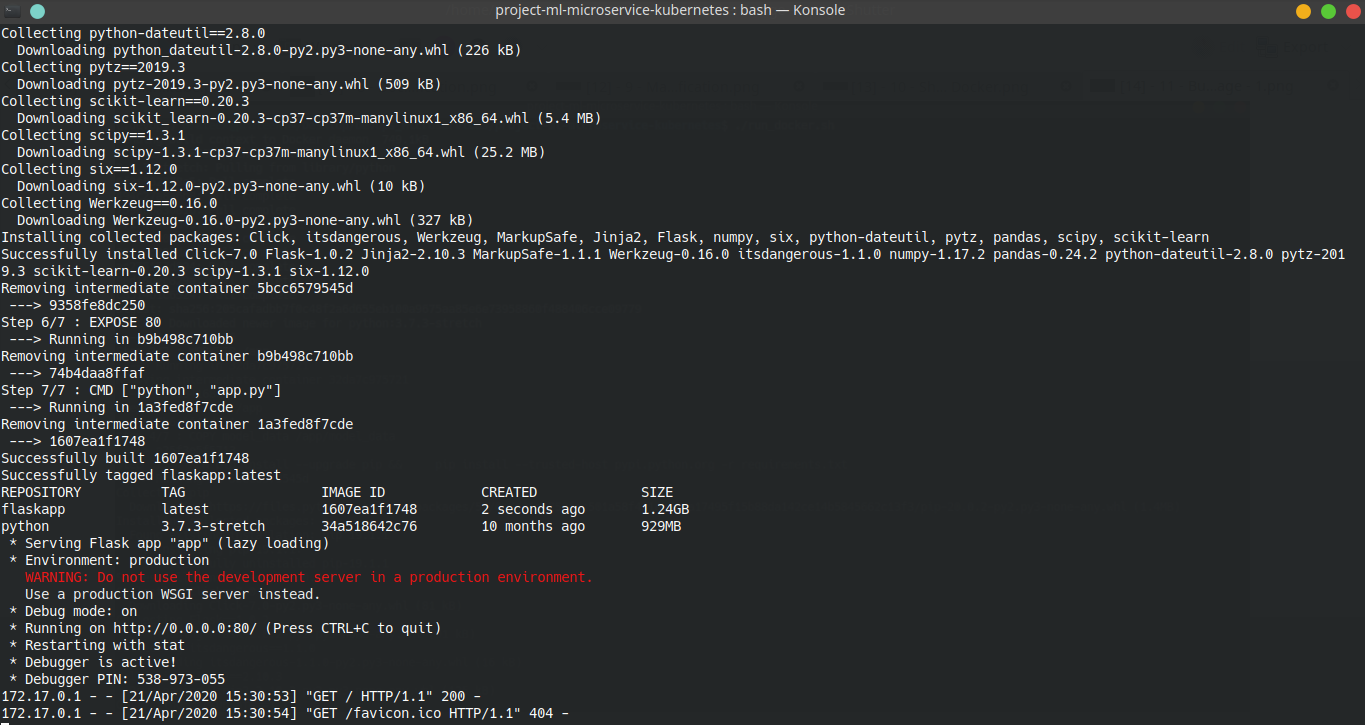 project-ml-microservice-kubernetes : bash — Konsole
Collecting python-dateutil==2.8.0
  Downloading python_dateutil-2.8.0-py2.py3-none-any.whl (226 kB)
Collecting pytz==2019.3
  Downloading pytz-2019.3-py2.py3-none-any.whl (509 kB)
Collecting scikit-learn==0.20.3
  Downloading scikit_learn-0.20.3-cp37-cp37m-manylinux1_x86_64.whl (5.4 MB)
Collecting scipy==1.3.1
  Downloading scipy-1.3.1-cp37-cp37m-manylinux1_x86_64.whl (25.2 MB)
Collecting six==1.12.0
  Downloading six-1.12.0-py2.py3-none-any.whl (10 kB)
Collecting Werkzeug==0.16.0
  Downloading Werkzeug-0.16.0-py2.py3-none-any.whl (327 kB)
Installing collected packages: Click, itsdangerous, Werkzeug, MarkupSafe, Jinja2, Flask, numpy, six, python-dateutil, pytz, pandas, scipy, scikit-learn
Successfully installed Click-7.0 Flask-1.0.2 Jinja2-2.10.3 MarkupSafe-1.1.1 Werkzeug-0.16.0 itsdangerous-1.1.0 numpy-1.17.2 pandas-0.24.2 python-dateutil-2.8.0 pytz-201
9.3 scikit-learn-0.20.3 scipy-1.3.1 six-1.12.0
Removing intermediate container 5bcc6579545d
 ---> 9358fe8dc250
Step 6/7 : EXPOSE 80
 ---> Running in b9b498c710bb
Removing intermediate container b9b498c710bb
 ---> 74b4daa8ffaf
Step 7/7 : CMD ["python", "app.py"]
 ---> Running in 1a3fed8f7cde
Removing intermediate container 1a3fed8f7cde
 ---> 1607ea1f1748
Successfully built 1607ea1f1748
Successfully tagged flaskapp:latest
REPOSITORY          TAG                 IMAGE ID            CREATED             SIZE
flaskapp            latest              1607ea1f1748        2 seconds ago       1.24GB
python              3.7.3-stretch       34a518642c76        10 months ago       929MB
 * Serving Flask app "app" (lazy loading)
 * Environment: production
   WARNING: Do not use the development server in a production environment.
   Use a production WSGI server instead.
 * Debug mode: on
 * Running on http://0.0.0.0:80/ (Press CTRL+C to quit)
 * Restarting with stat
 * Debugger is active!
 * Debugger PIN: 538-973-055
172.17.0.1 - - [21/Apr/2020 15:30:53] "GET / HTTP/1.1" 200 -
172.17.0.1 - - [21/Apr/2020 15:30:54] "GET /favicon.ico HTTP/1.1" 404 -